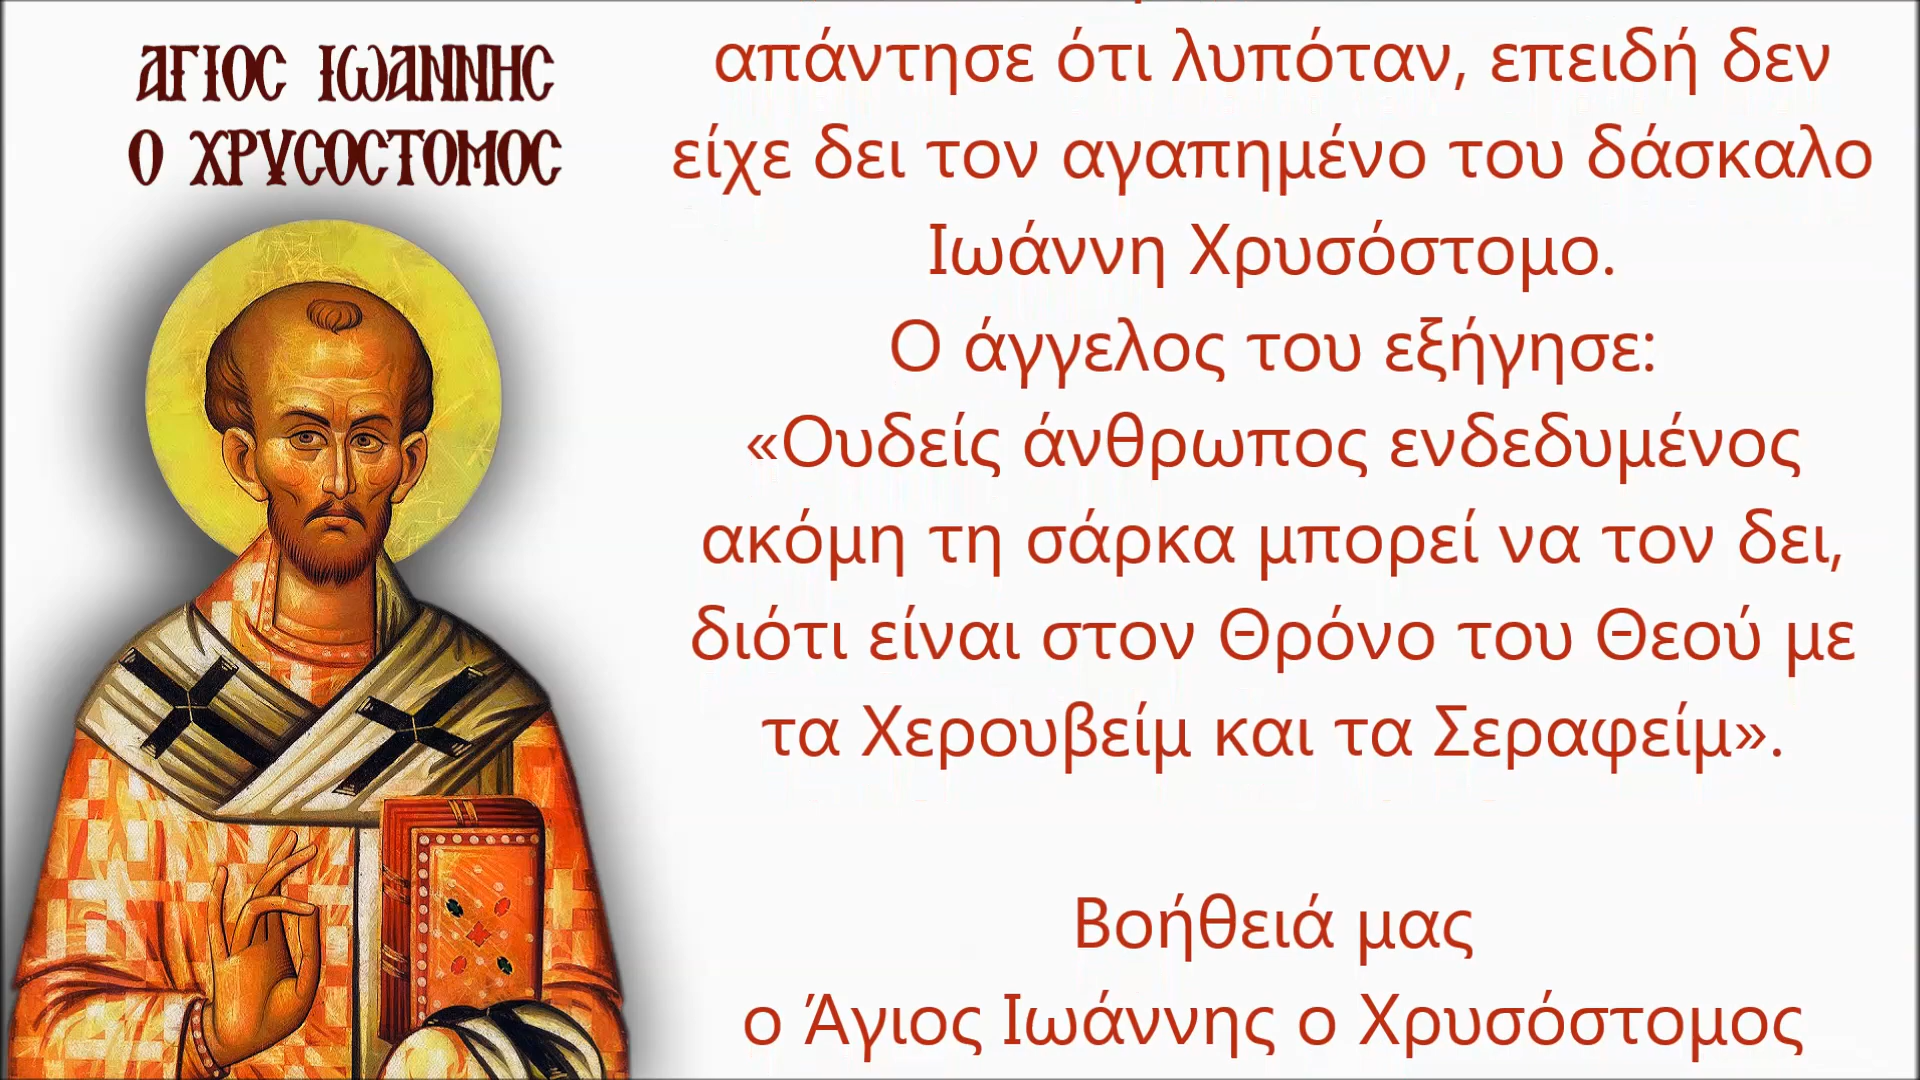 ΑΓΙΟΣ ΙΩΑΝΝΗΣ
Ο ΧΡΥΣΟΣΤΟΜΟΣ
απάντησε ότι λυπόταν, επειδή δεν
είχε δει τον αγαπημένο του δάσκαλο
Ιωάννη Χρυσόστομο.
Ο άγγελος του εξήγησε:
«Ουδείς άνθρωπος ενδεδυμένος
ακόμη τη σάρκα μπορεί να τον δει,
διότι είναι στον Θρόνο του Θεού με
τα Χερουβείμ και τα Σεραφείμ».
Βοήθειά μας
ο Άγιος Ιωάννης ο Χρυσόστομος